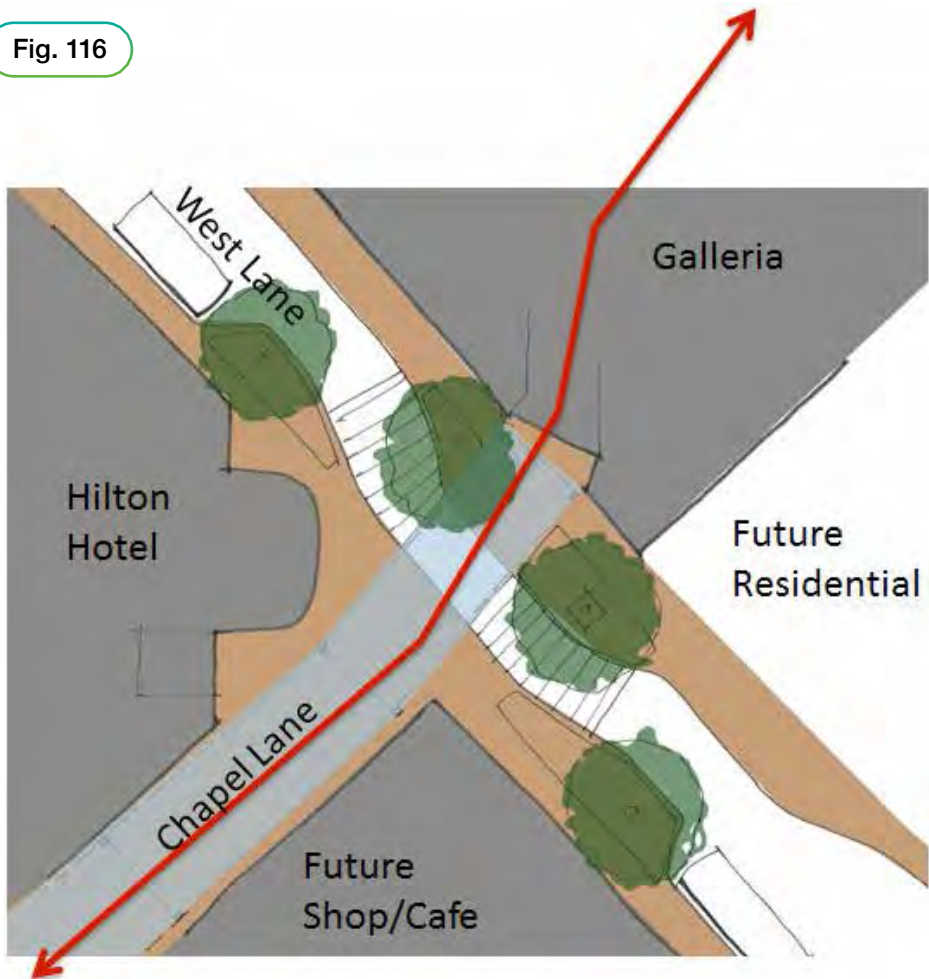 Fig. 116
West Lane
Galleria
Hilton
Hotel
Future
Residential
Chapel Lane
Future
Shop/Cafe